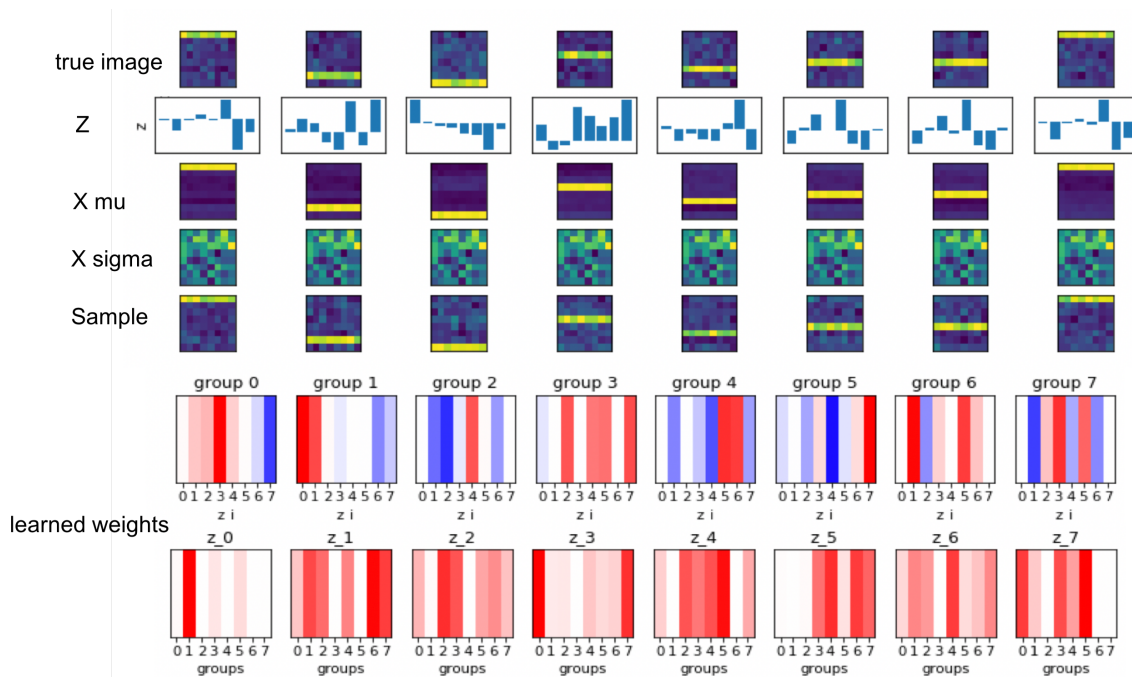 true image
Z
z
X mu
X sigma
Sample
group 0 group 1 group 2 group 3 group 4 group 5 group 6 group 7
0 1 2 3 4 5 6 7 0 1 2 3 4 5 6 7 0 1 2 3 4 5 6 7 0 1 2 3 4 5 6 7 0 1 2 3 4 5 6 7 0 1 2 3 4 5 6 7 0 1 2 3 4 5 6 7 0 1 2 3 4 5 6 7
z i z i z i z i z i z i z i z i
learned weights
z_0 z_1 z_2 z_3 z_4 z_5 z_6 z_7
0 1 2 3 4 5 6 7 0 1 2 3 4 5 6 7 0 1 2 3 4 5 6 7 0 1 2 3 4 5 6 7 0 1 2 3 4 5 6 7 0 1 2 3 4 5 6 7 0 1 2 3 4 5 6 7 0 1 2 3 4 5 6 7
groups groups groups groups groups groups groups groups